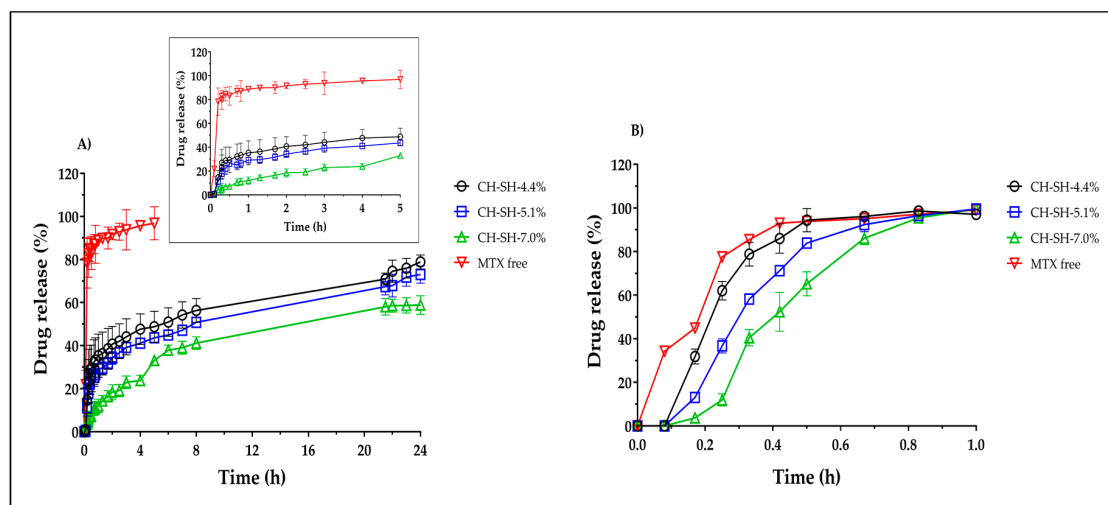 A)
Drug release (%)
120
100
80
60
40
20
0
0
4
8
12
16
20
24
Time (h)
Drug release (%)
120
100
80
60
40
20
0
0
1
2
3
4
5
Time (h)
CH-SH-4.4%
CH-SH-5.1%
CH-SH-7.0%
MTX free
B)
Drug release (%)
120
100
80
60
40
20
0
0.0
0.2
0.4
0.6
0.8
1.0
Time (h)
CH-SH-4.4%
CH-SH-5.1%
CH-SH-7.0%
MTX free